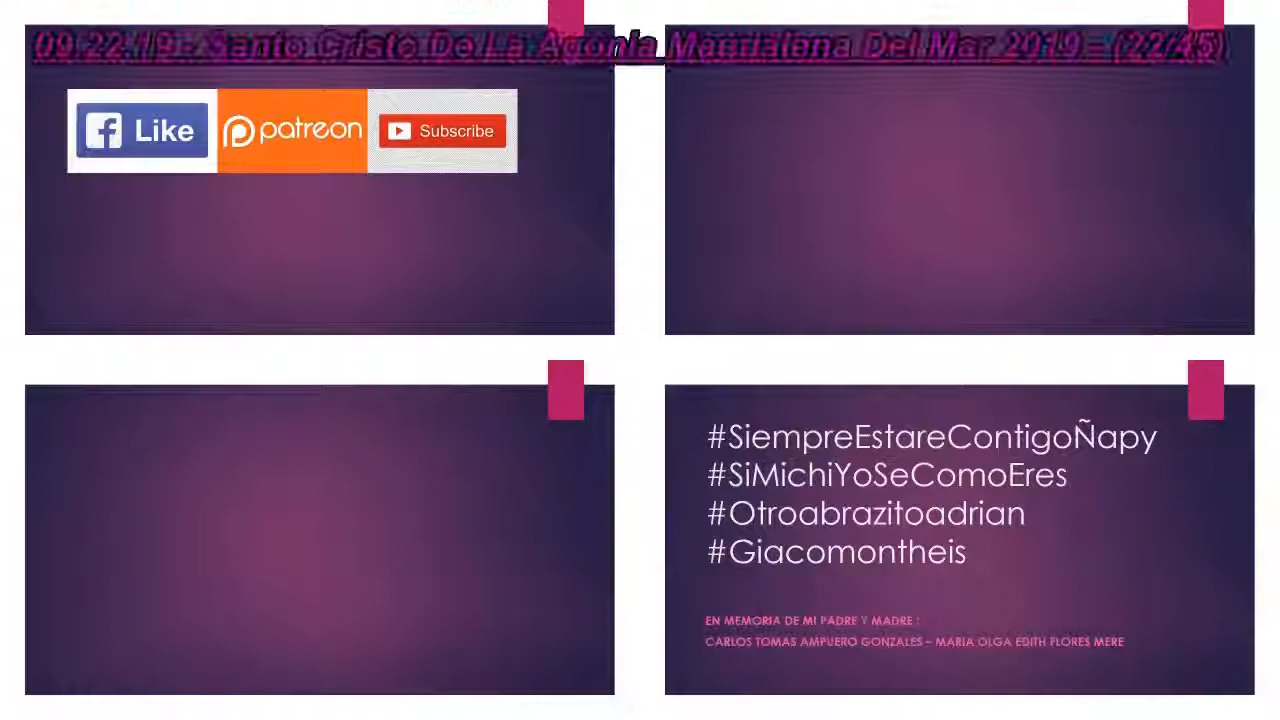 09.22.19 - Santo Cristo De La Agonia Magdalena Del Mar 2019 - (22/45)
Like patreon Subscribe
#SiempreEstareContigoÑapy
#SiMichiYoSeComoEres
#Otroabrazitoadrian
#Giacomontheis
EN MEMORIA DE MI PADRE Y MADRE :
CARLOS TOMAS AMPUERO GONZALES – MARIA OLGA EDITH FLORES MERE